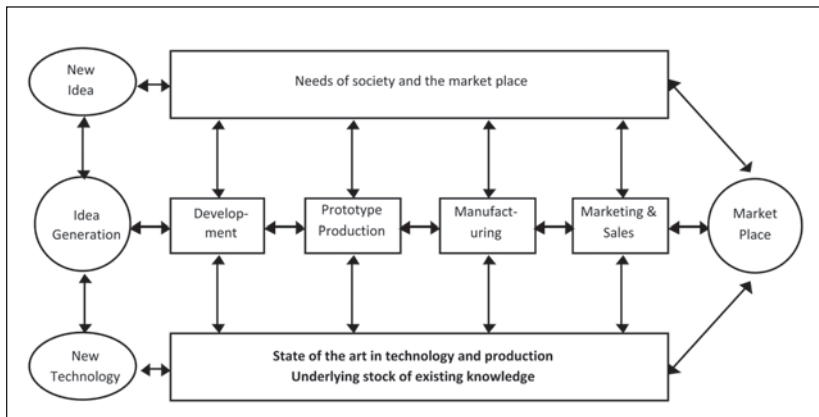 New
Idea
Needs of society and the market place
Idea
Generation
Develop-
ment
Prototype
Production
Manufact-
uring
Marketing &
Sales
Market
Place
New
Technology
State of the art in technology and production
Underlying stock of existing knowledge